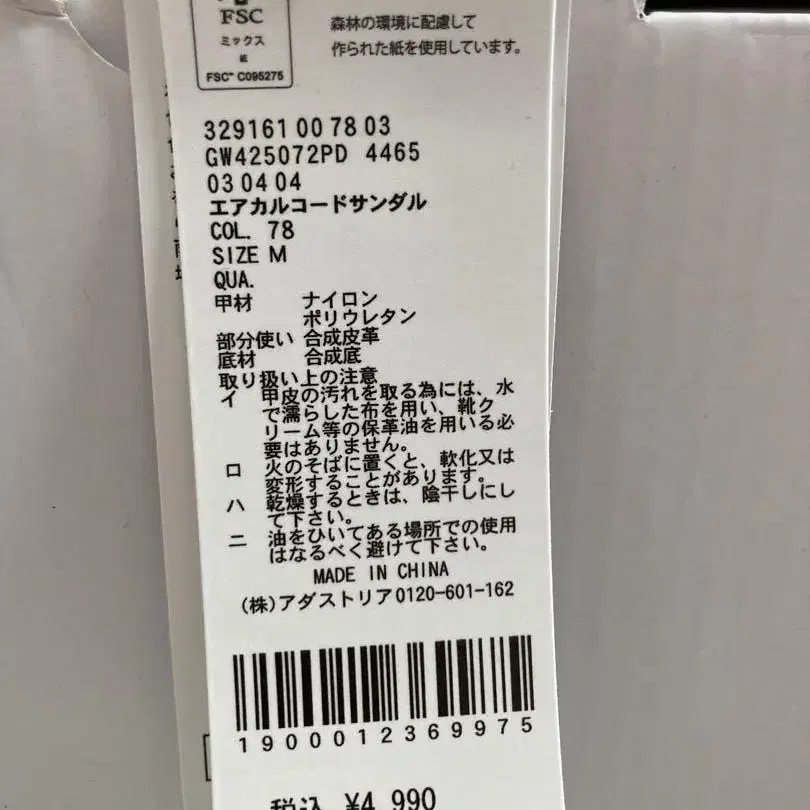 FSC
ミックス
紙
FSC™ C095275
森林の環境に配慮して
作られた紙を使用しています。
329161 00 78 03
GW425072PD 4465
03 04 04
エアカルコードサンダル
COL. 78
SIZE M
QUA.
甲材 ナイロン
ポリウレタン
部分使い 合成皮革
底材 合成底
取り扱い上の注意
イ 甲皮の汚れを取る為には、水
で濡らした布を用い、靴ク
リーム等の保革油を用いる必
要はありません。
ロ 火のそばに置くと、軟化又は
変形することがあります。
ハ 乾燥するときは、陰干しにし
て下さい。
ニ 油をひいてある場所での使用
はなるべく避けて下さい。
MADE IN CHINA
(株)アダストリア0120-601-162
1900012369975
税込 ¥4,990